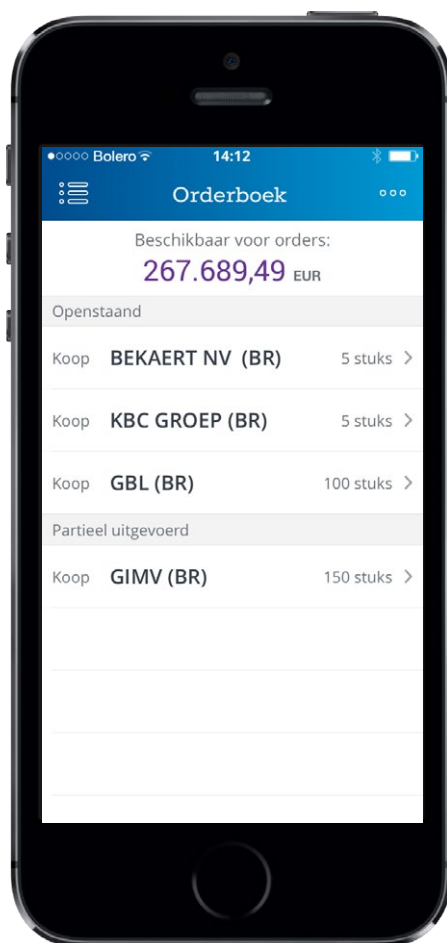 Bolero 14:12
Orderboek
Beschikbaar voor orders:
267.689,49 EUR
Openstaand
Koop BEKAERT NV (BR) 5 stuks
Koop KBC GROEP (BR) 5 stuks
Koop GBL (BR) 100 stuks
Partieel uitgevoerd
Koop GIMV (BR) 150 stuks